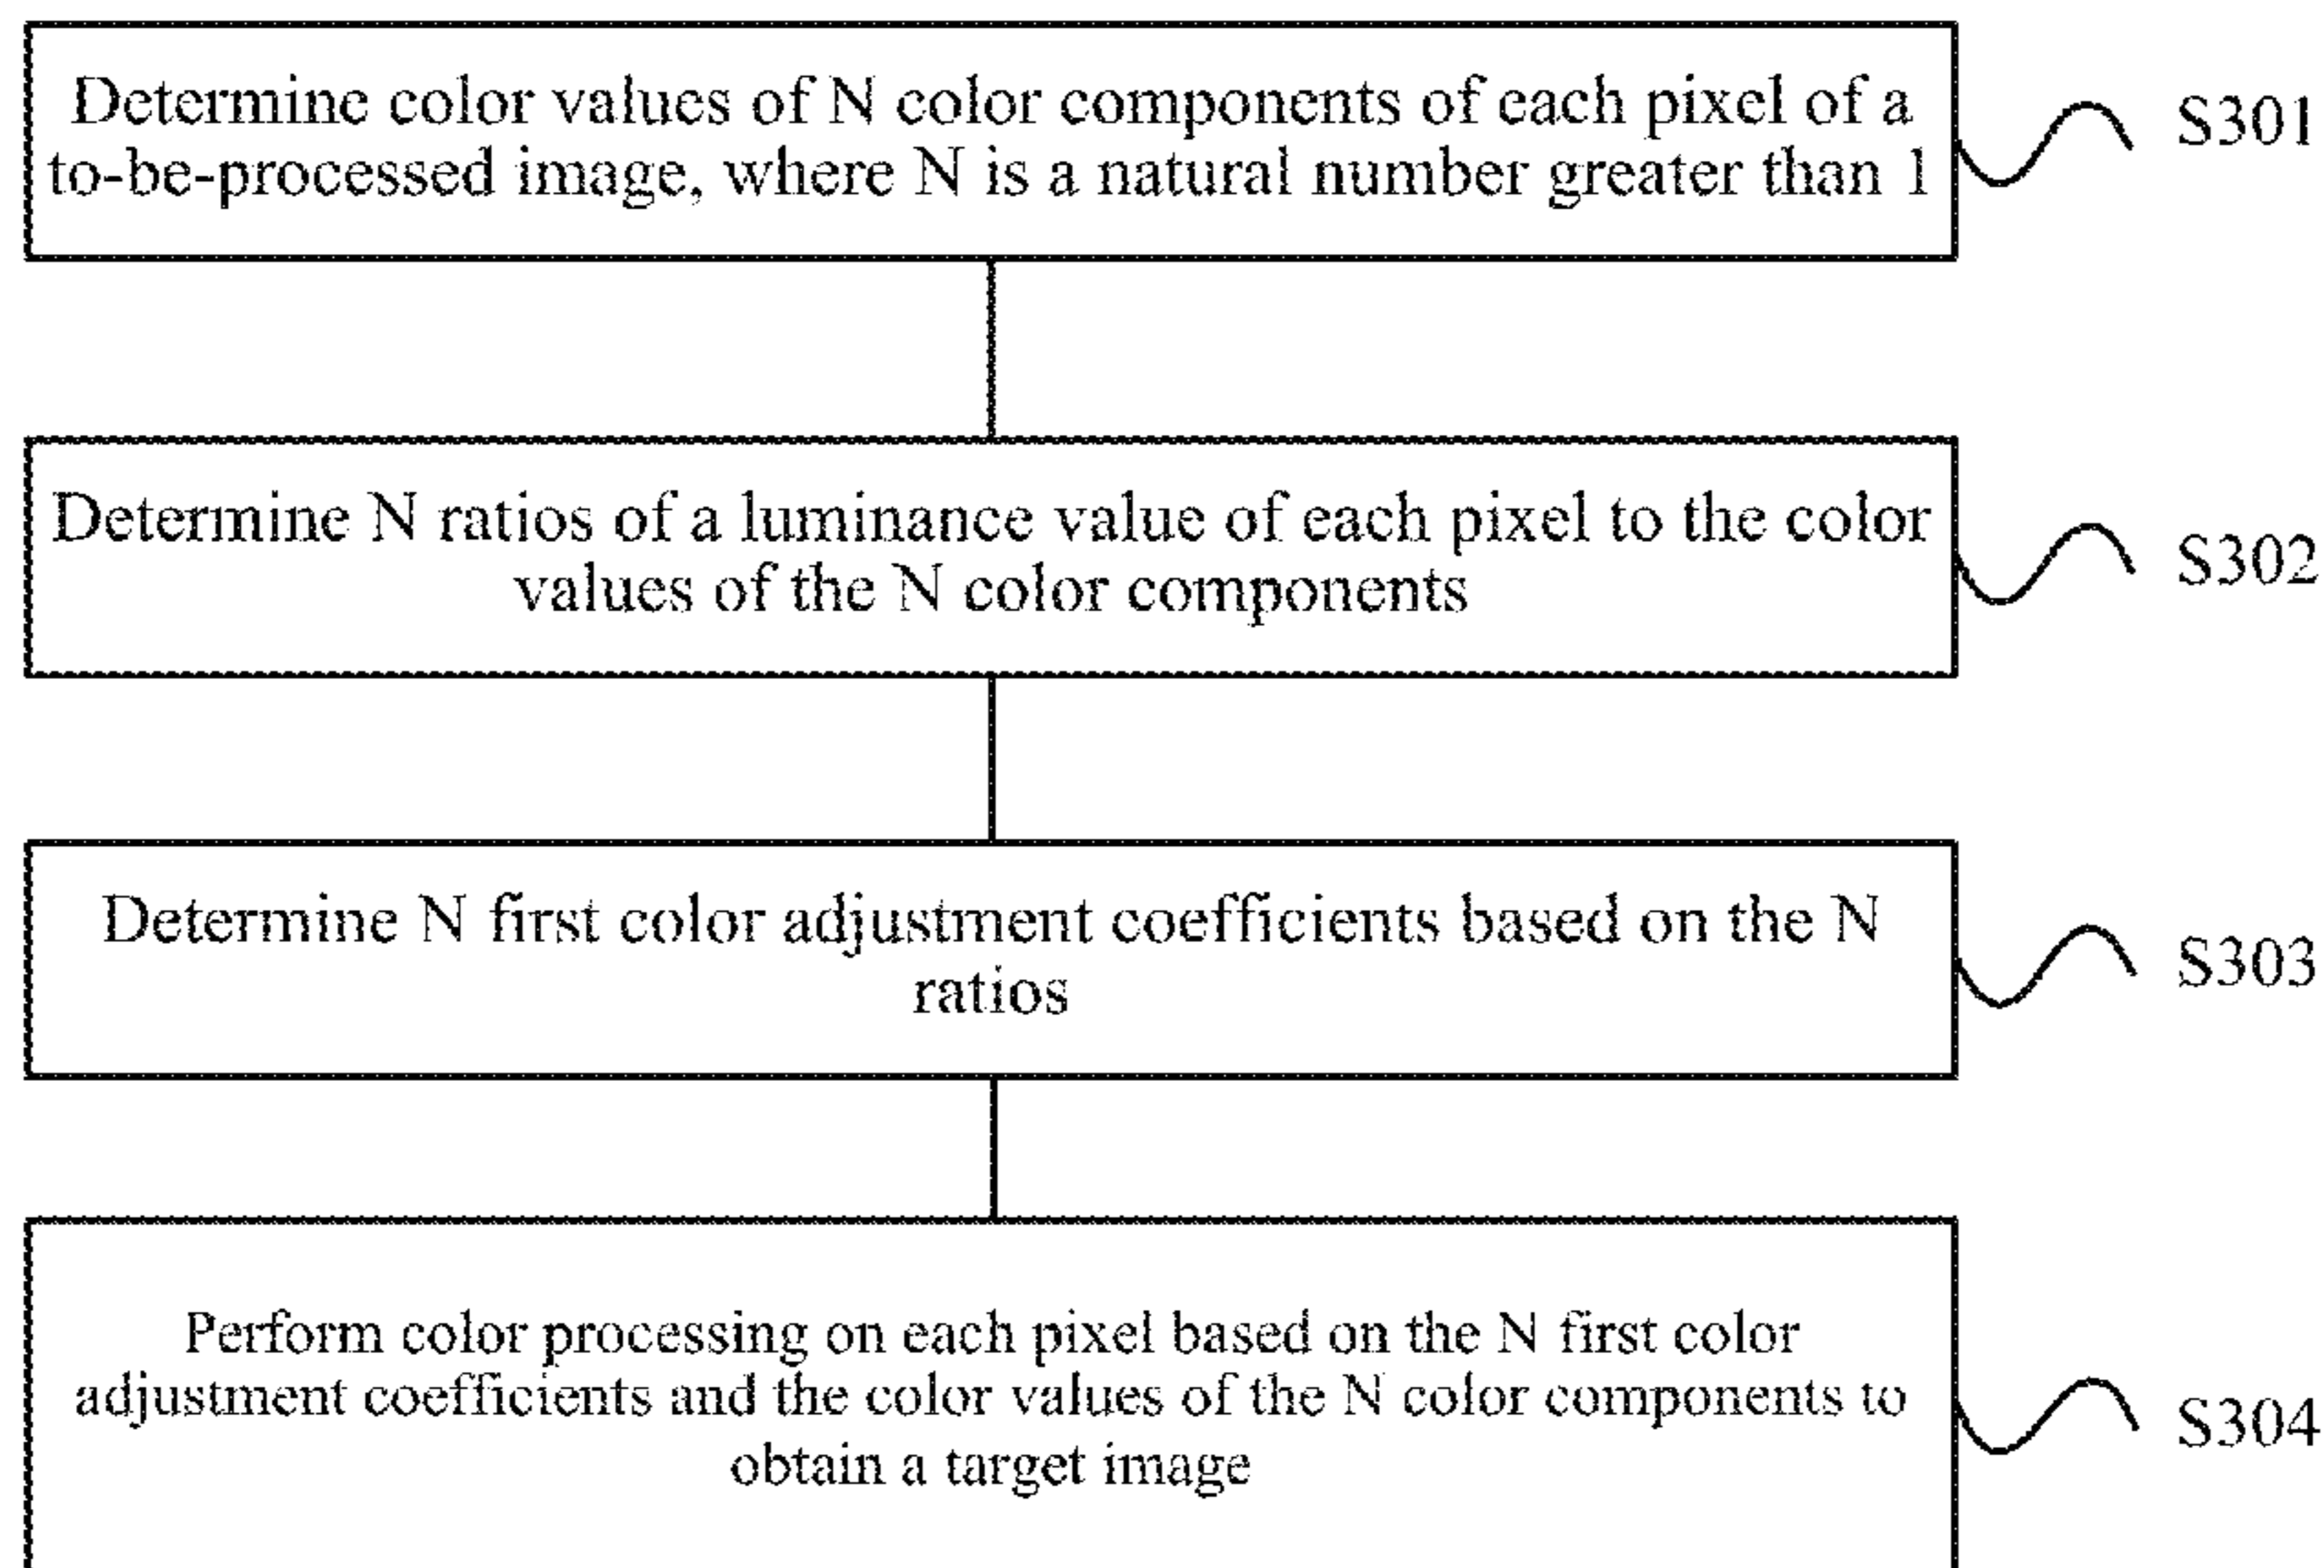 Determine color values of N color components of each pixel of a
to-be-processed image, where N is a natural number greater than 1
S301
Determine N ratios of a luminance value of each pixel to the color
values of the N color components
S302
Determine N first color adjustment coefficients based on the N
ratios
S303
Perform color processing on each pixel based on the N first color
adjustment coefficients and the color values of the N color components to
obtain a target image
S304